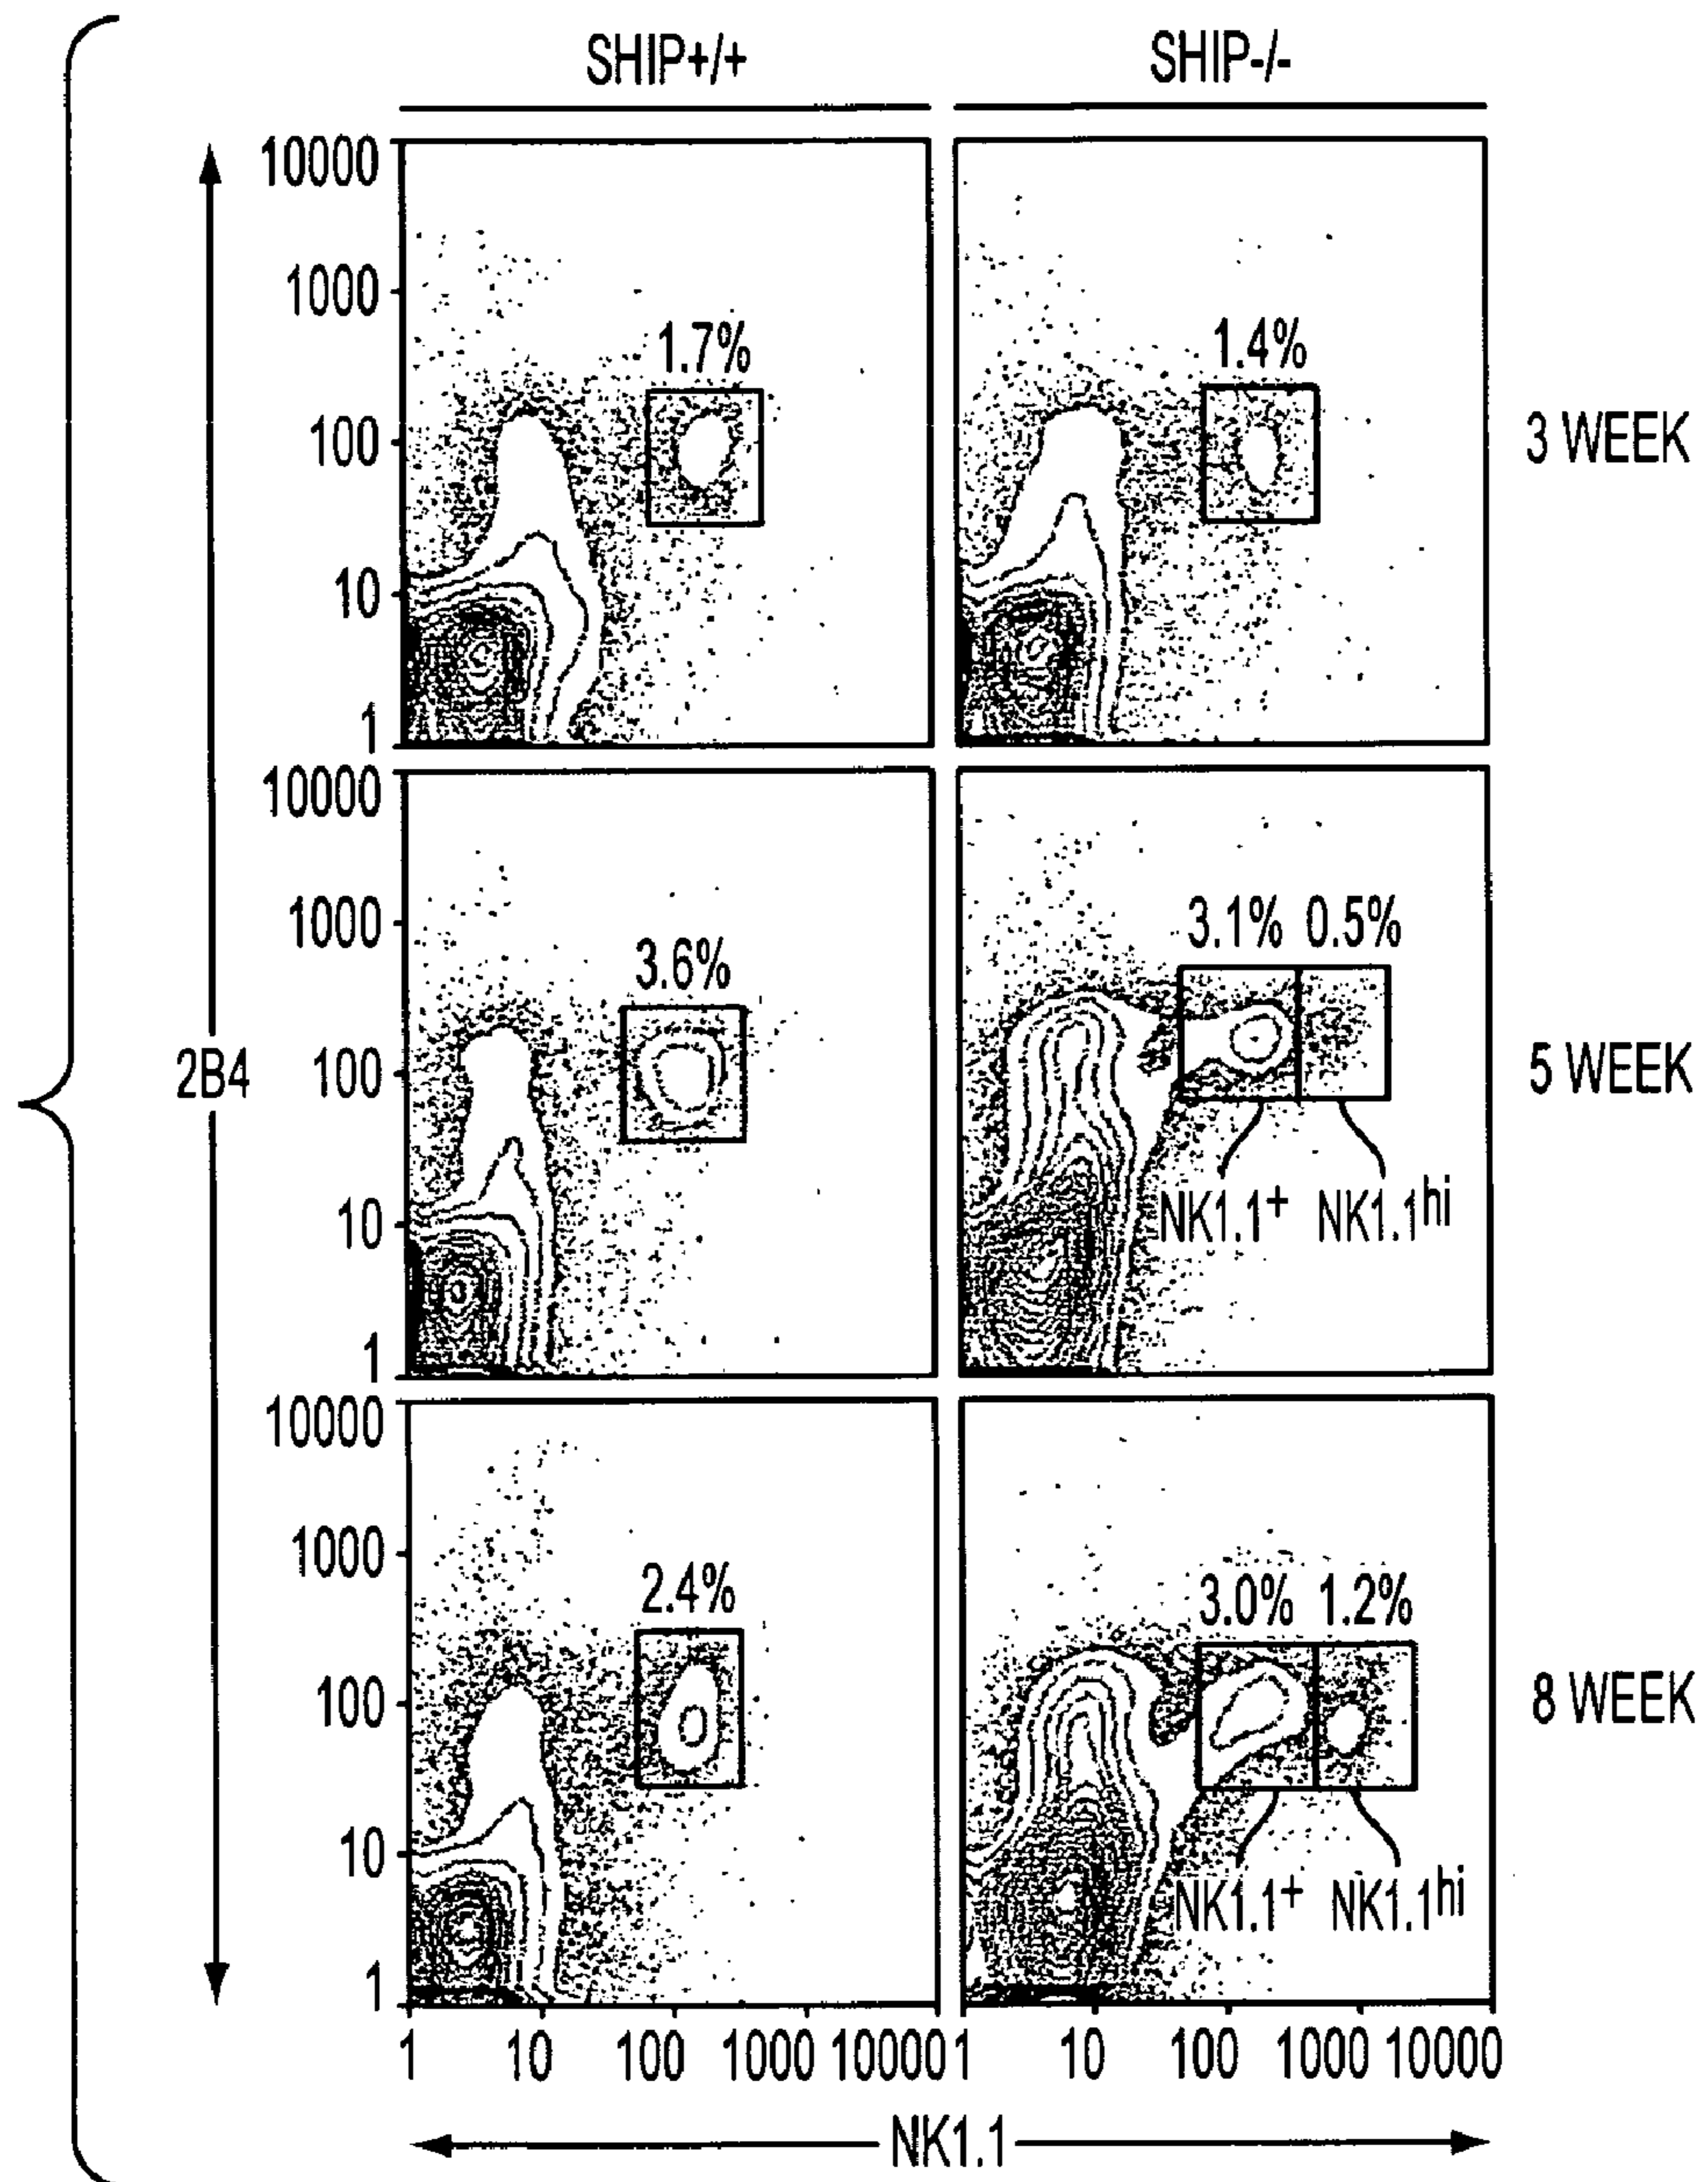 SHIP+/+ SHIP-/-
10000
1000
1.7% 1.4%
100 3 WEEK
10
1
10000
1000 3.1% 0.5%
3.6%
2B4 100 5 WEEK
10 NK1.1+ NK1.1hi
1
10000
1000
2.4% 3.0% 1.2%
100 8 WEEK
10
NK1.1+ NK1.1hi
1
1 10 100 1000 10000 1 10 100 1000 10000
NK1.1